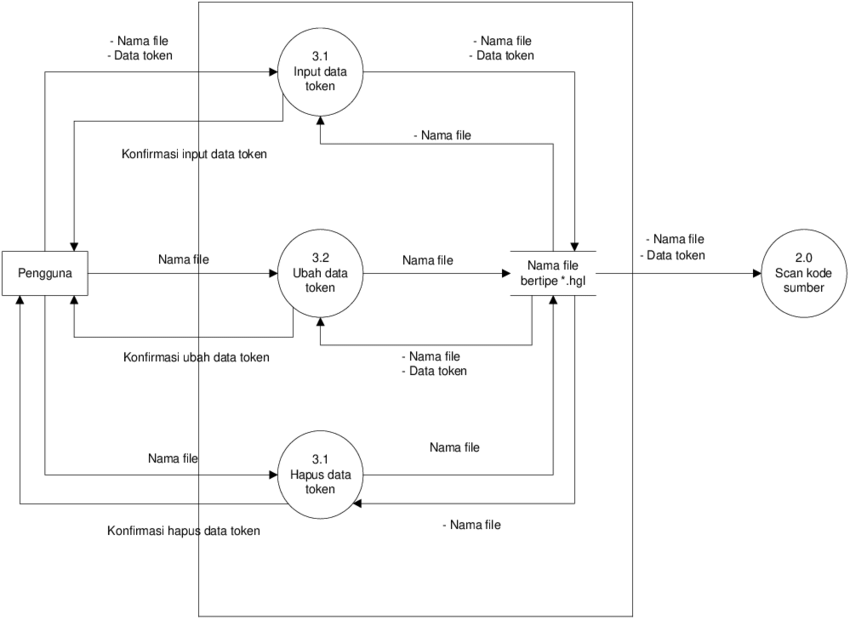 - Nama file
- Data token
3.1
Input data
token
- Nama file
- Data token
- Nama file
Konfirmasi input data token
Pengguna
Nama file
3.2
Ubah data
token
Nama file
Nama file
bertipe *.hgl
- Nama file
- Data token
2.0
Scan kode
sumber
Konfirmasi ubah data token
- Nama file
- Data token
Nama file
3.1
Hapus data
token
Nama file
Konfirmasi hapus data token
- Nama file